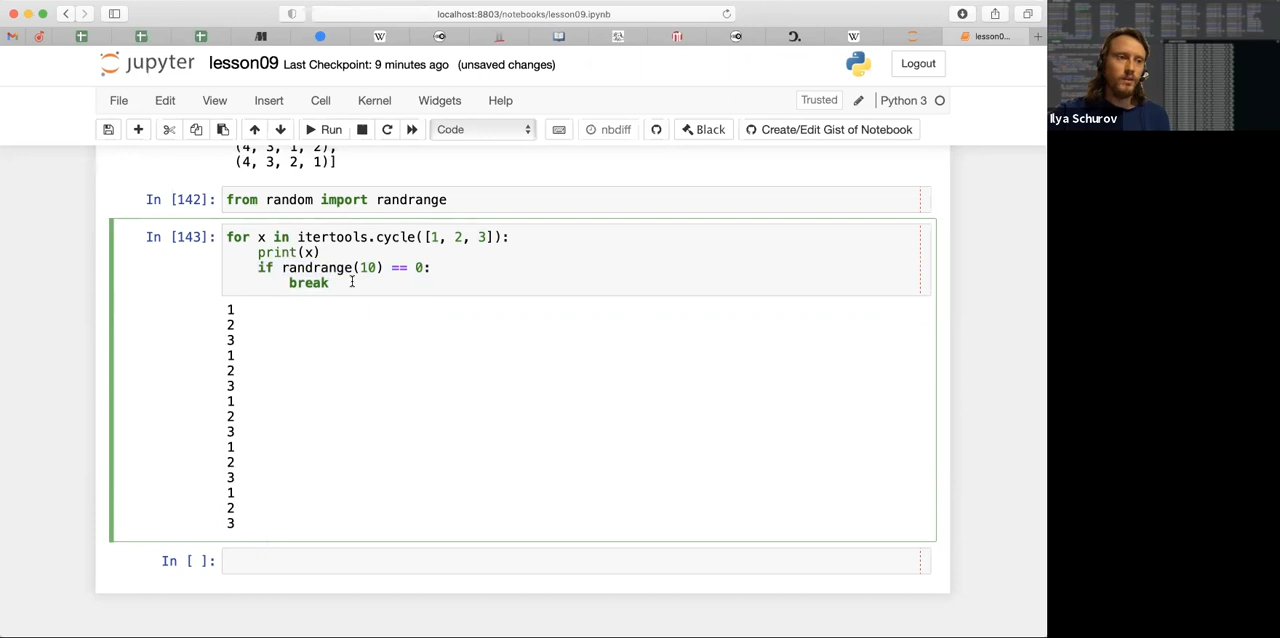 localhost:8803/notebooks/lesson09.ipynb
lesson0...
jupyter lesson09 Last Checkpoint: 9 minutes ago (unsaved changes)
Logout
Ilya Schurov
File Edit View Insert Cell Kernel Widgets Help
Trusted
Python 3
Run
Code
nbdiff
Black
Create/Edit Gist of Notebook
(4, 3, 1, 2),
(4, 3, 2, 1)]
In [142]: from random import randrange
In [143]: for x in itertools.cycle([1, 2, 3]):
print(x)
if randrange(10) == 0:
break
1
2
3
1
2
3
1
2
3
1
2
3
1
2
3
In [ ]: